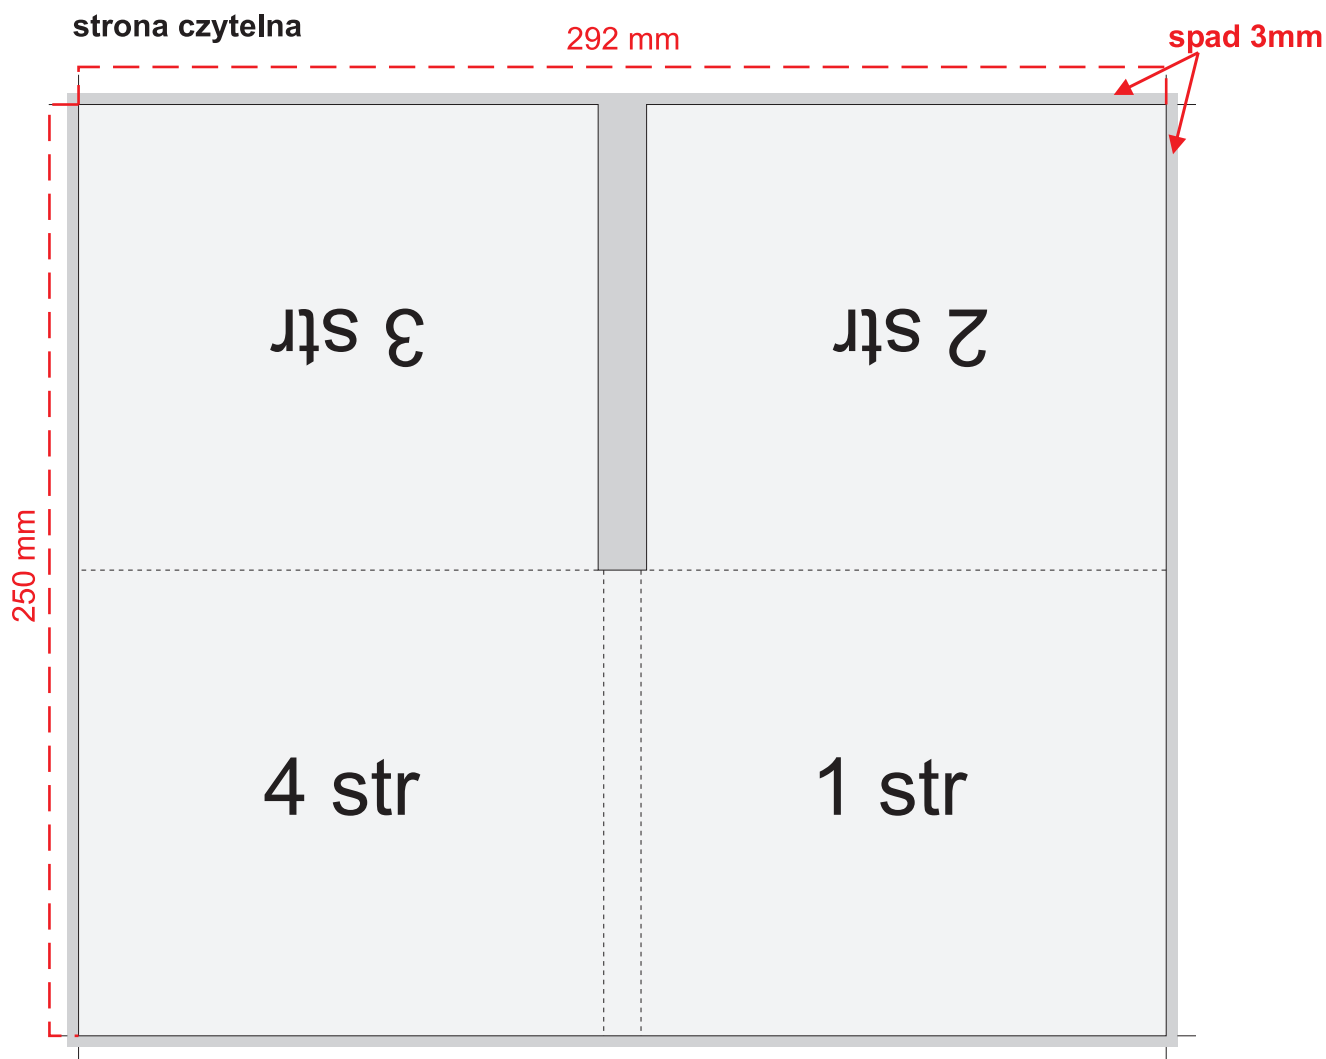 strona czytelna
292 mm
spad 3mm
3 str
2 str
250 mm
4 str
1 str